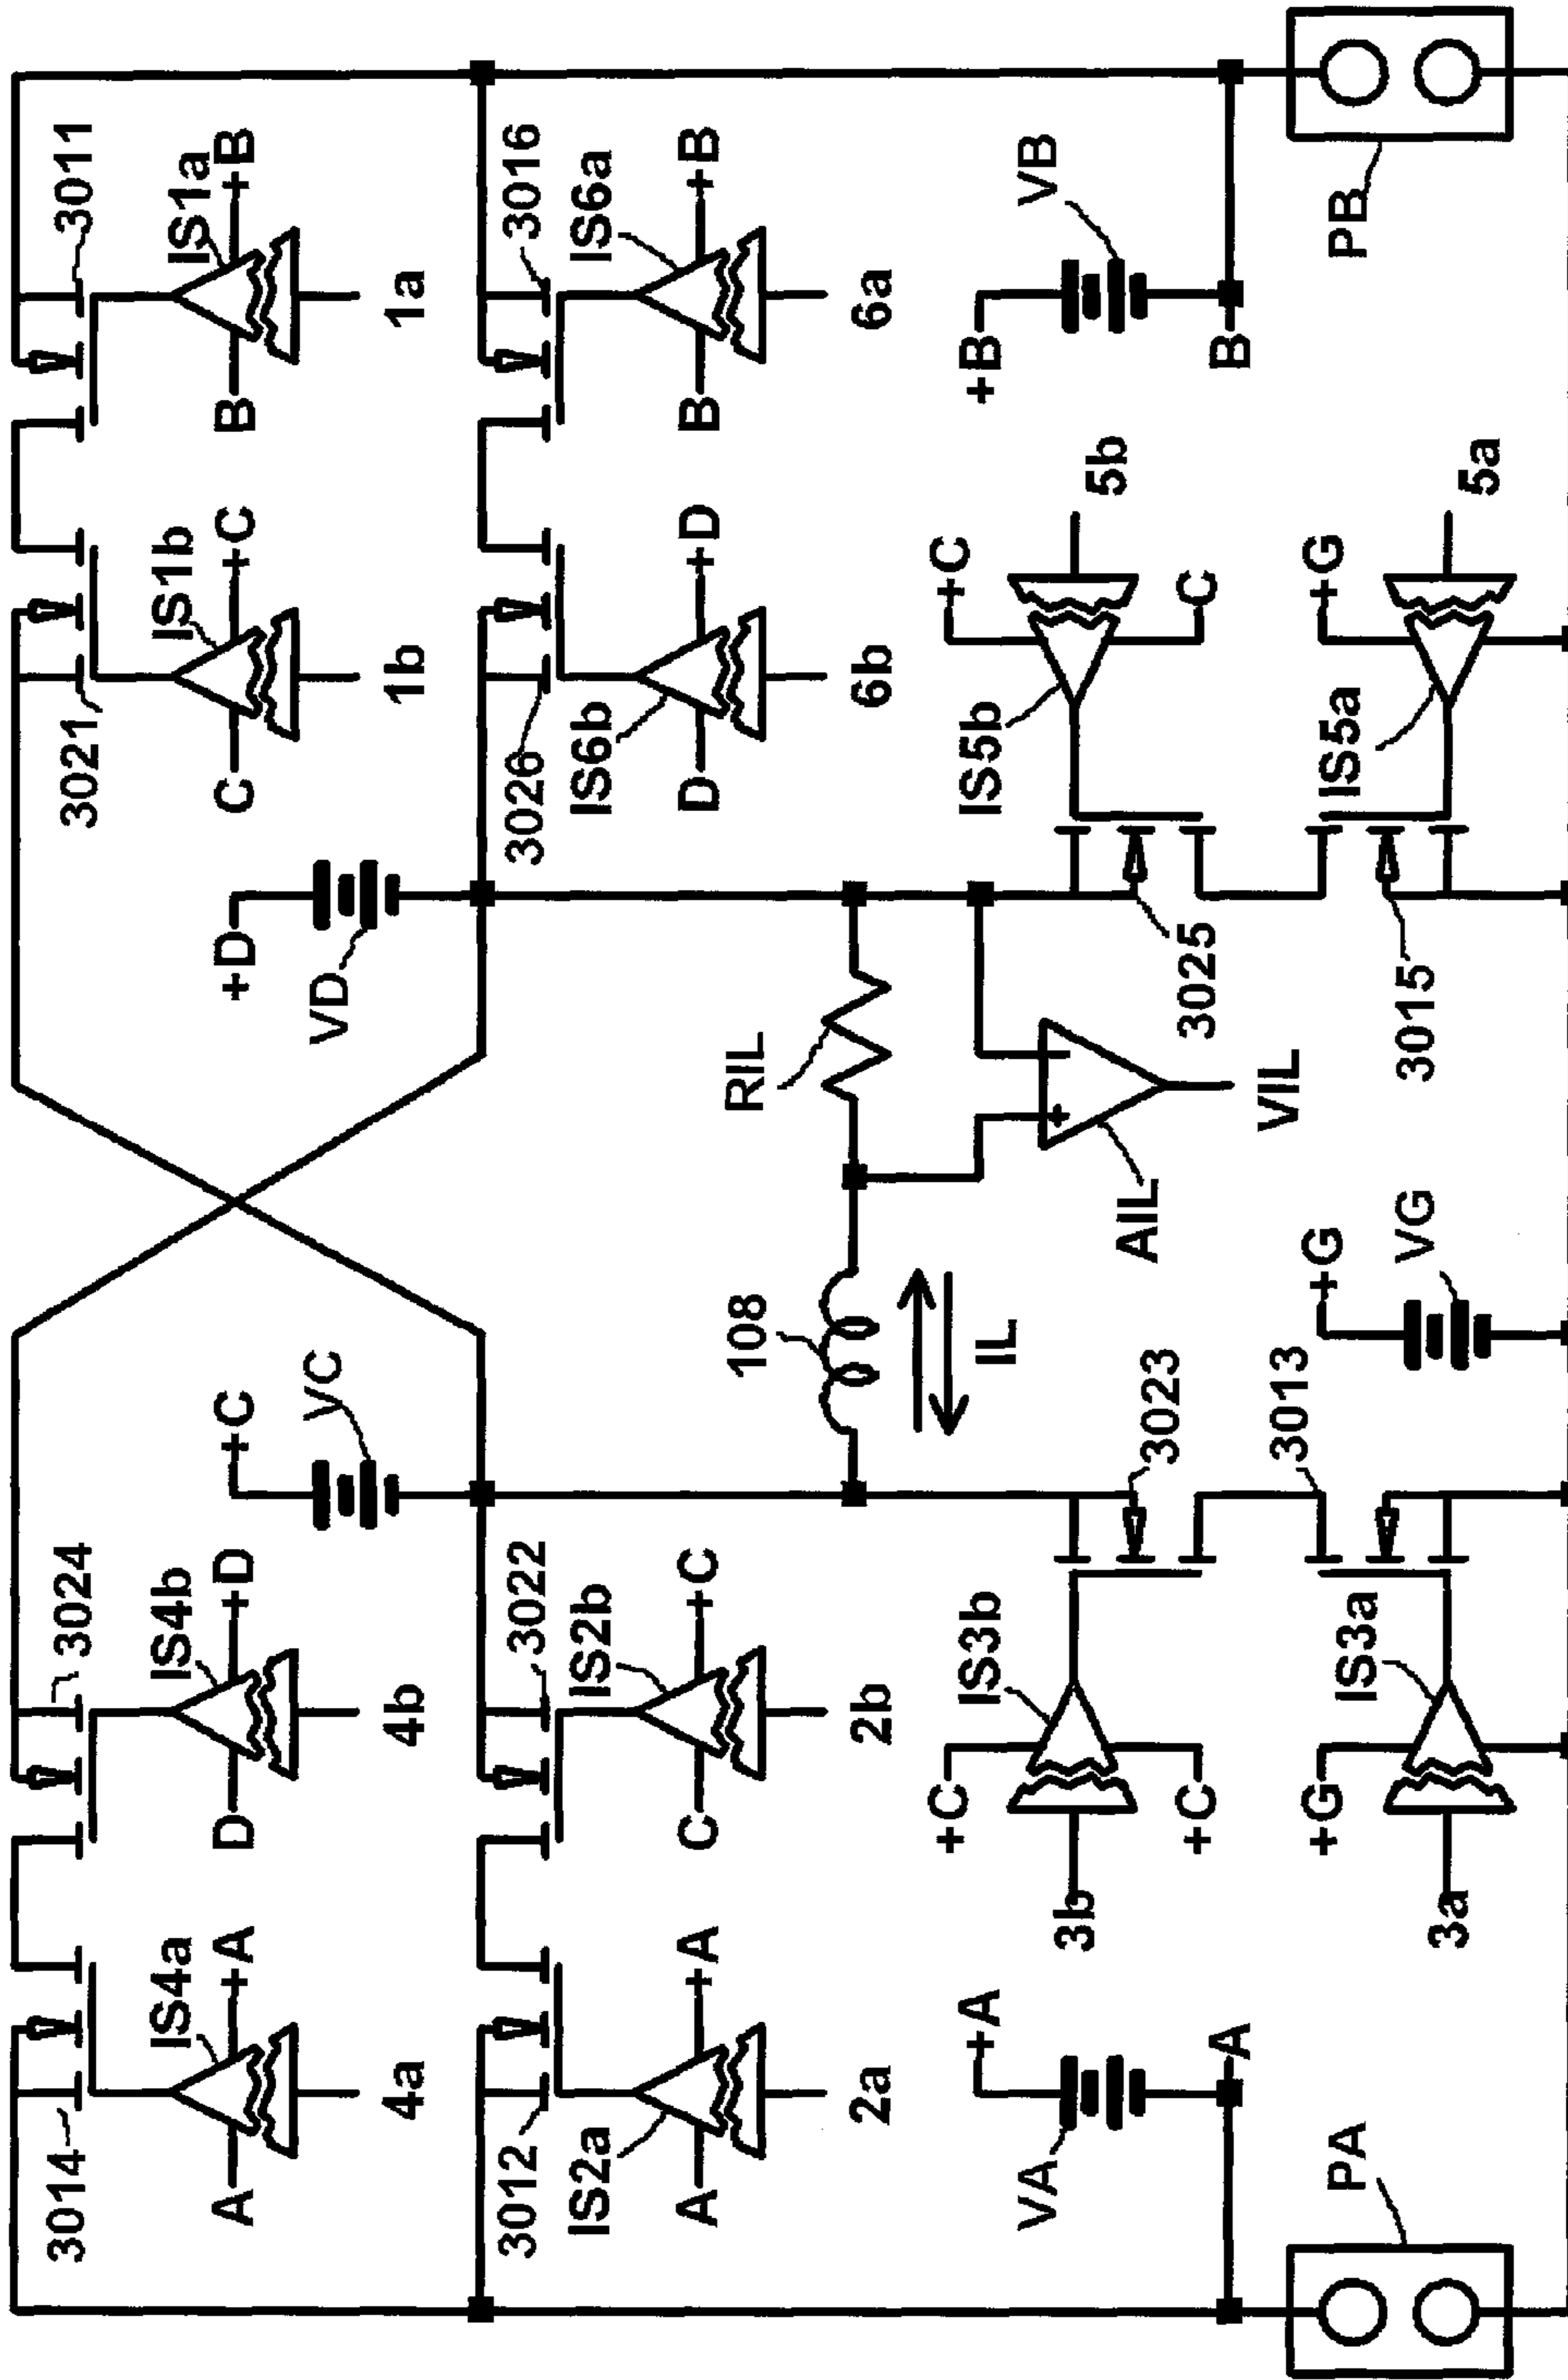 3014
IS4a
A
+A
4a
3024
IS4b
D
+D
4b
3021
IS1b
C
+C
1b
3011
IS1a
B
+B
1a
3012
IS2a
A
+A
2a
3022
IS2b
C
+C
2b
+C
VC
+D
VD
3026
IS6b
D
+D
6b
3016
IS6a
B
+B
6a
108
IL
RIL
AIL
VIL
VA
+A
A
PA
+C
+C
3b
IS3b
3023
+G
3a
IS3a
3013
+G
VG
3025
IS5b
+C
C
5b
3015
IS5a
+G
5a
+B
VB
B
PB